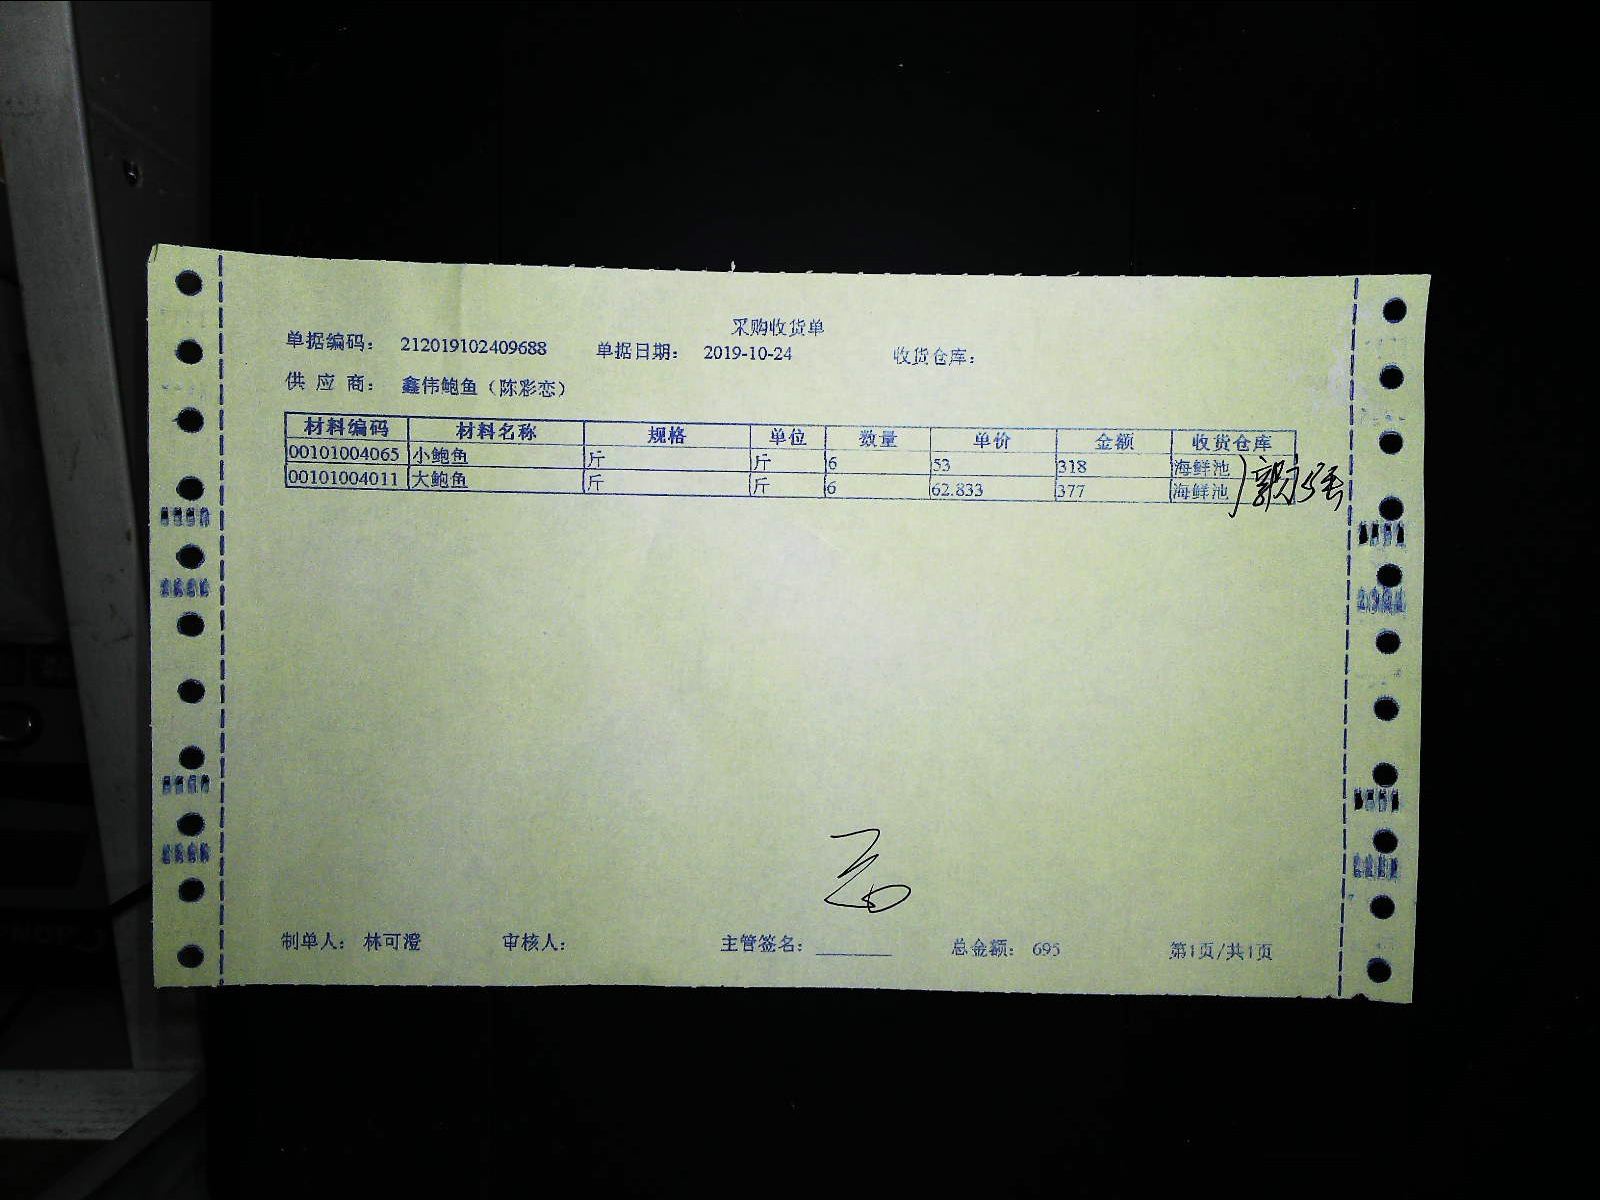 采购收货单
单据编码： 212019102409688 单据日期： 2019-10-24 收货仓库：
供 应 商： 鑫伟鲍鱼（陈彩恋）
材料编码 材料名称 规格 单位 数量 单价 金额 收货仓库
00101004065 小鲍鱼 斤 斤 6 53 318 海鲜池
00101004011 大鲍鱼 斤 斤 6 62.833 377 海鲜池
制单人： 林可澄 审核人： 主管签名： 总金额： 695 第1页/共1页